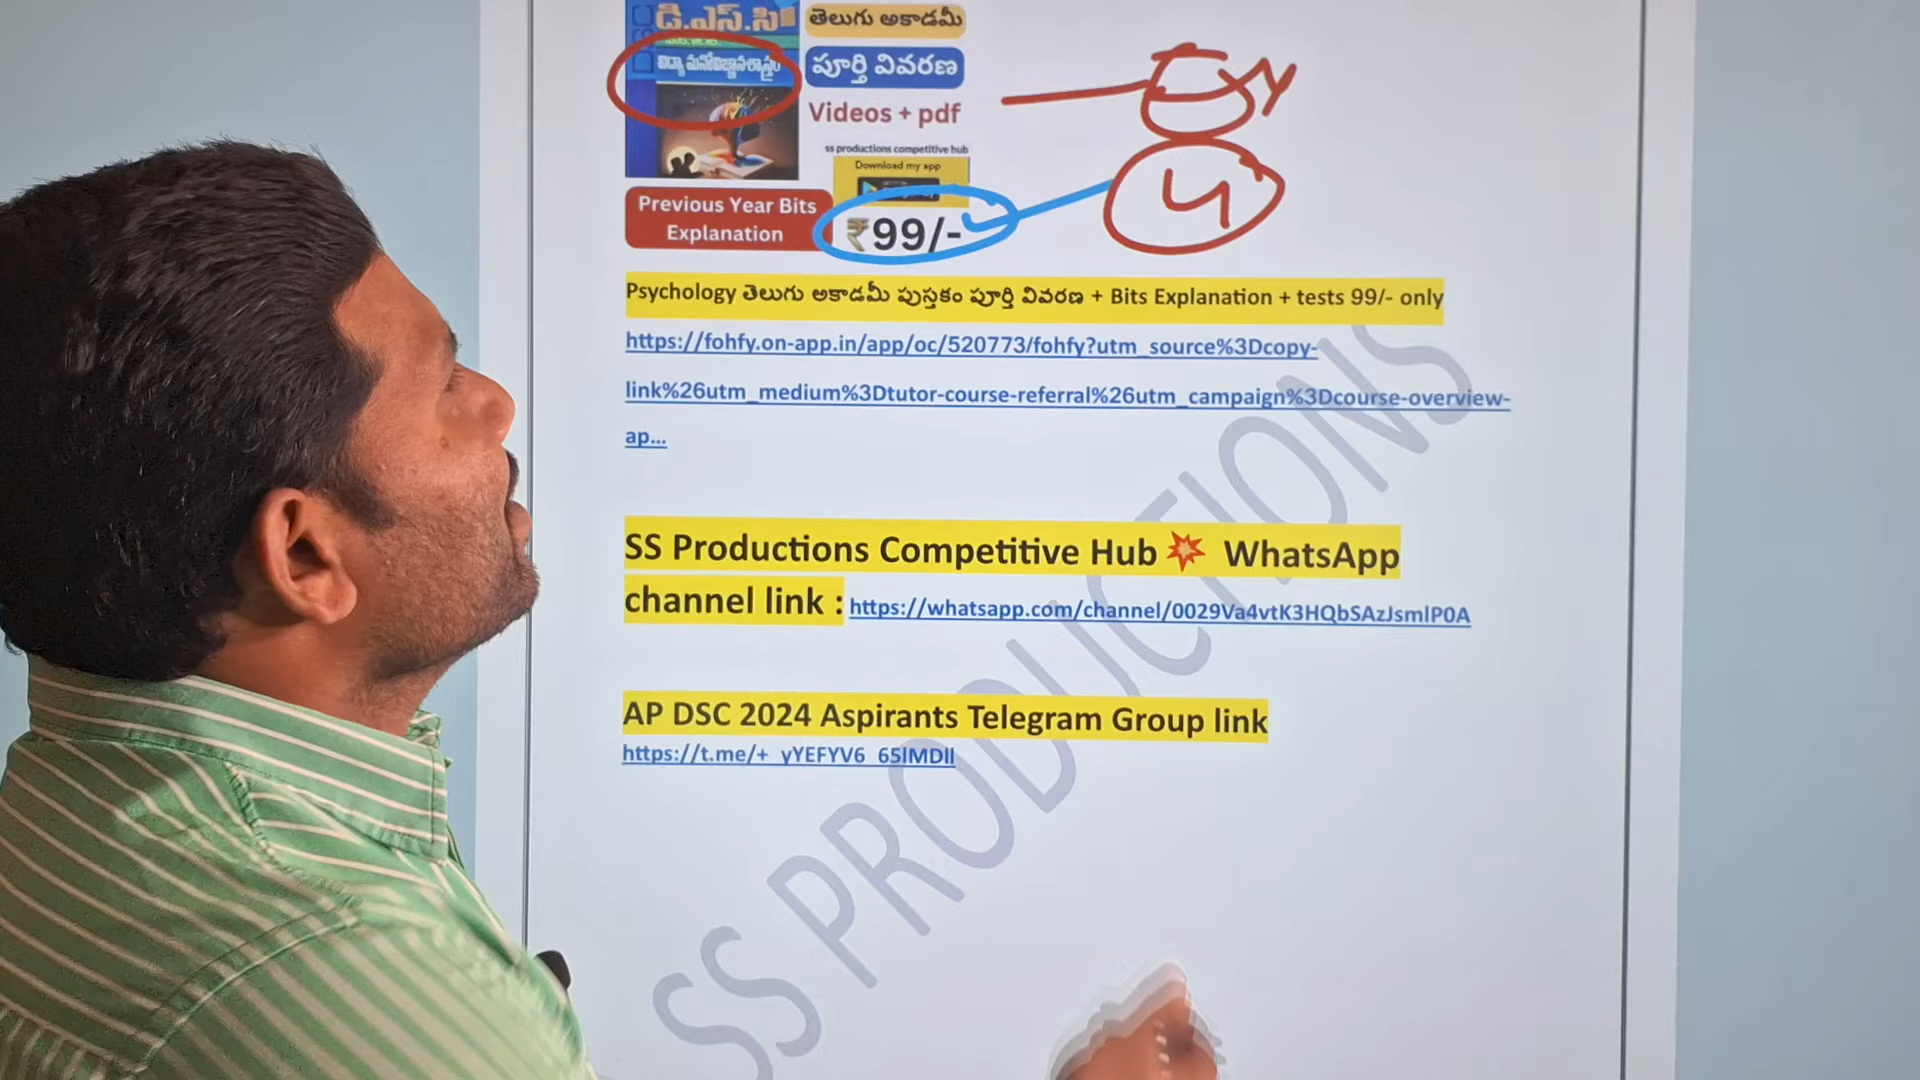 డి.ఎస్.సి
తెలుగు అకాడమీ
విద్యా మనోవిజ్ఞానశాస్త్రం
పూర్తి వివరణ
Videos + pdf
ss productions competitive hub
Download my app
Previous Year Bits
Explanation
₹99/-
4
Psychology తెలుగు అకాడమీ పుస్తకం పూర్తి వివరణ + Bits Explanation + tests 99/- only
https://fohfy.on-app.in/app/oc/520773/fohfy?utm_source%3Dcopy-
link%26utm_medium%3Dtutor-course-referral%26utm_campaign%3Dcourse-overview-
ap...
SS Productions Competitive Hub 💥 WhatsApp
channel link : https://whatsapp.com/channel/0029Va4vtK3HQbSAzJsmlP0A
AP DSC 2024 Aspirants Telegram Group link
https://t.me/+_yYEFYV6_65lMDll
SS PRODUCTIONS